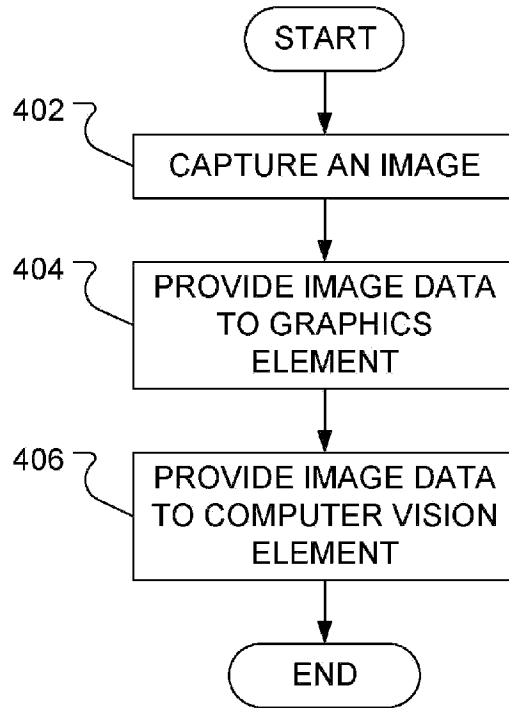 START
402
CAPTURE AN IMAGE
404
PROVIDE IMAGE DATA
TO GRAPHICS
ELEMENT
406
PROVIDE IMAGE DATA
TO COMPUTER VISION
ELEMENT
END